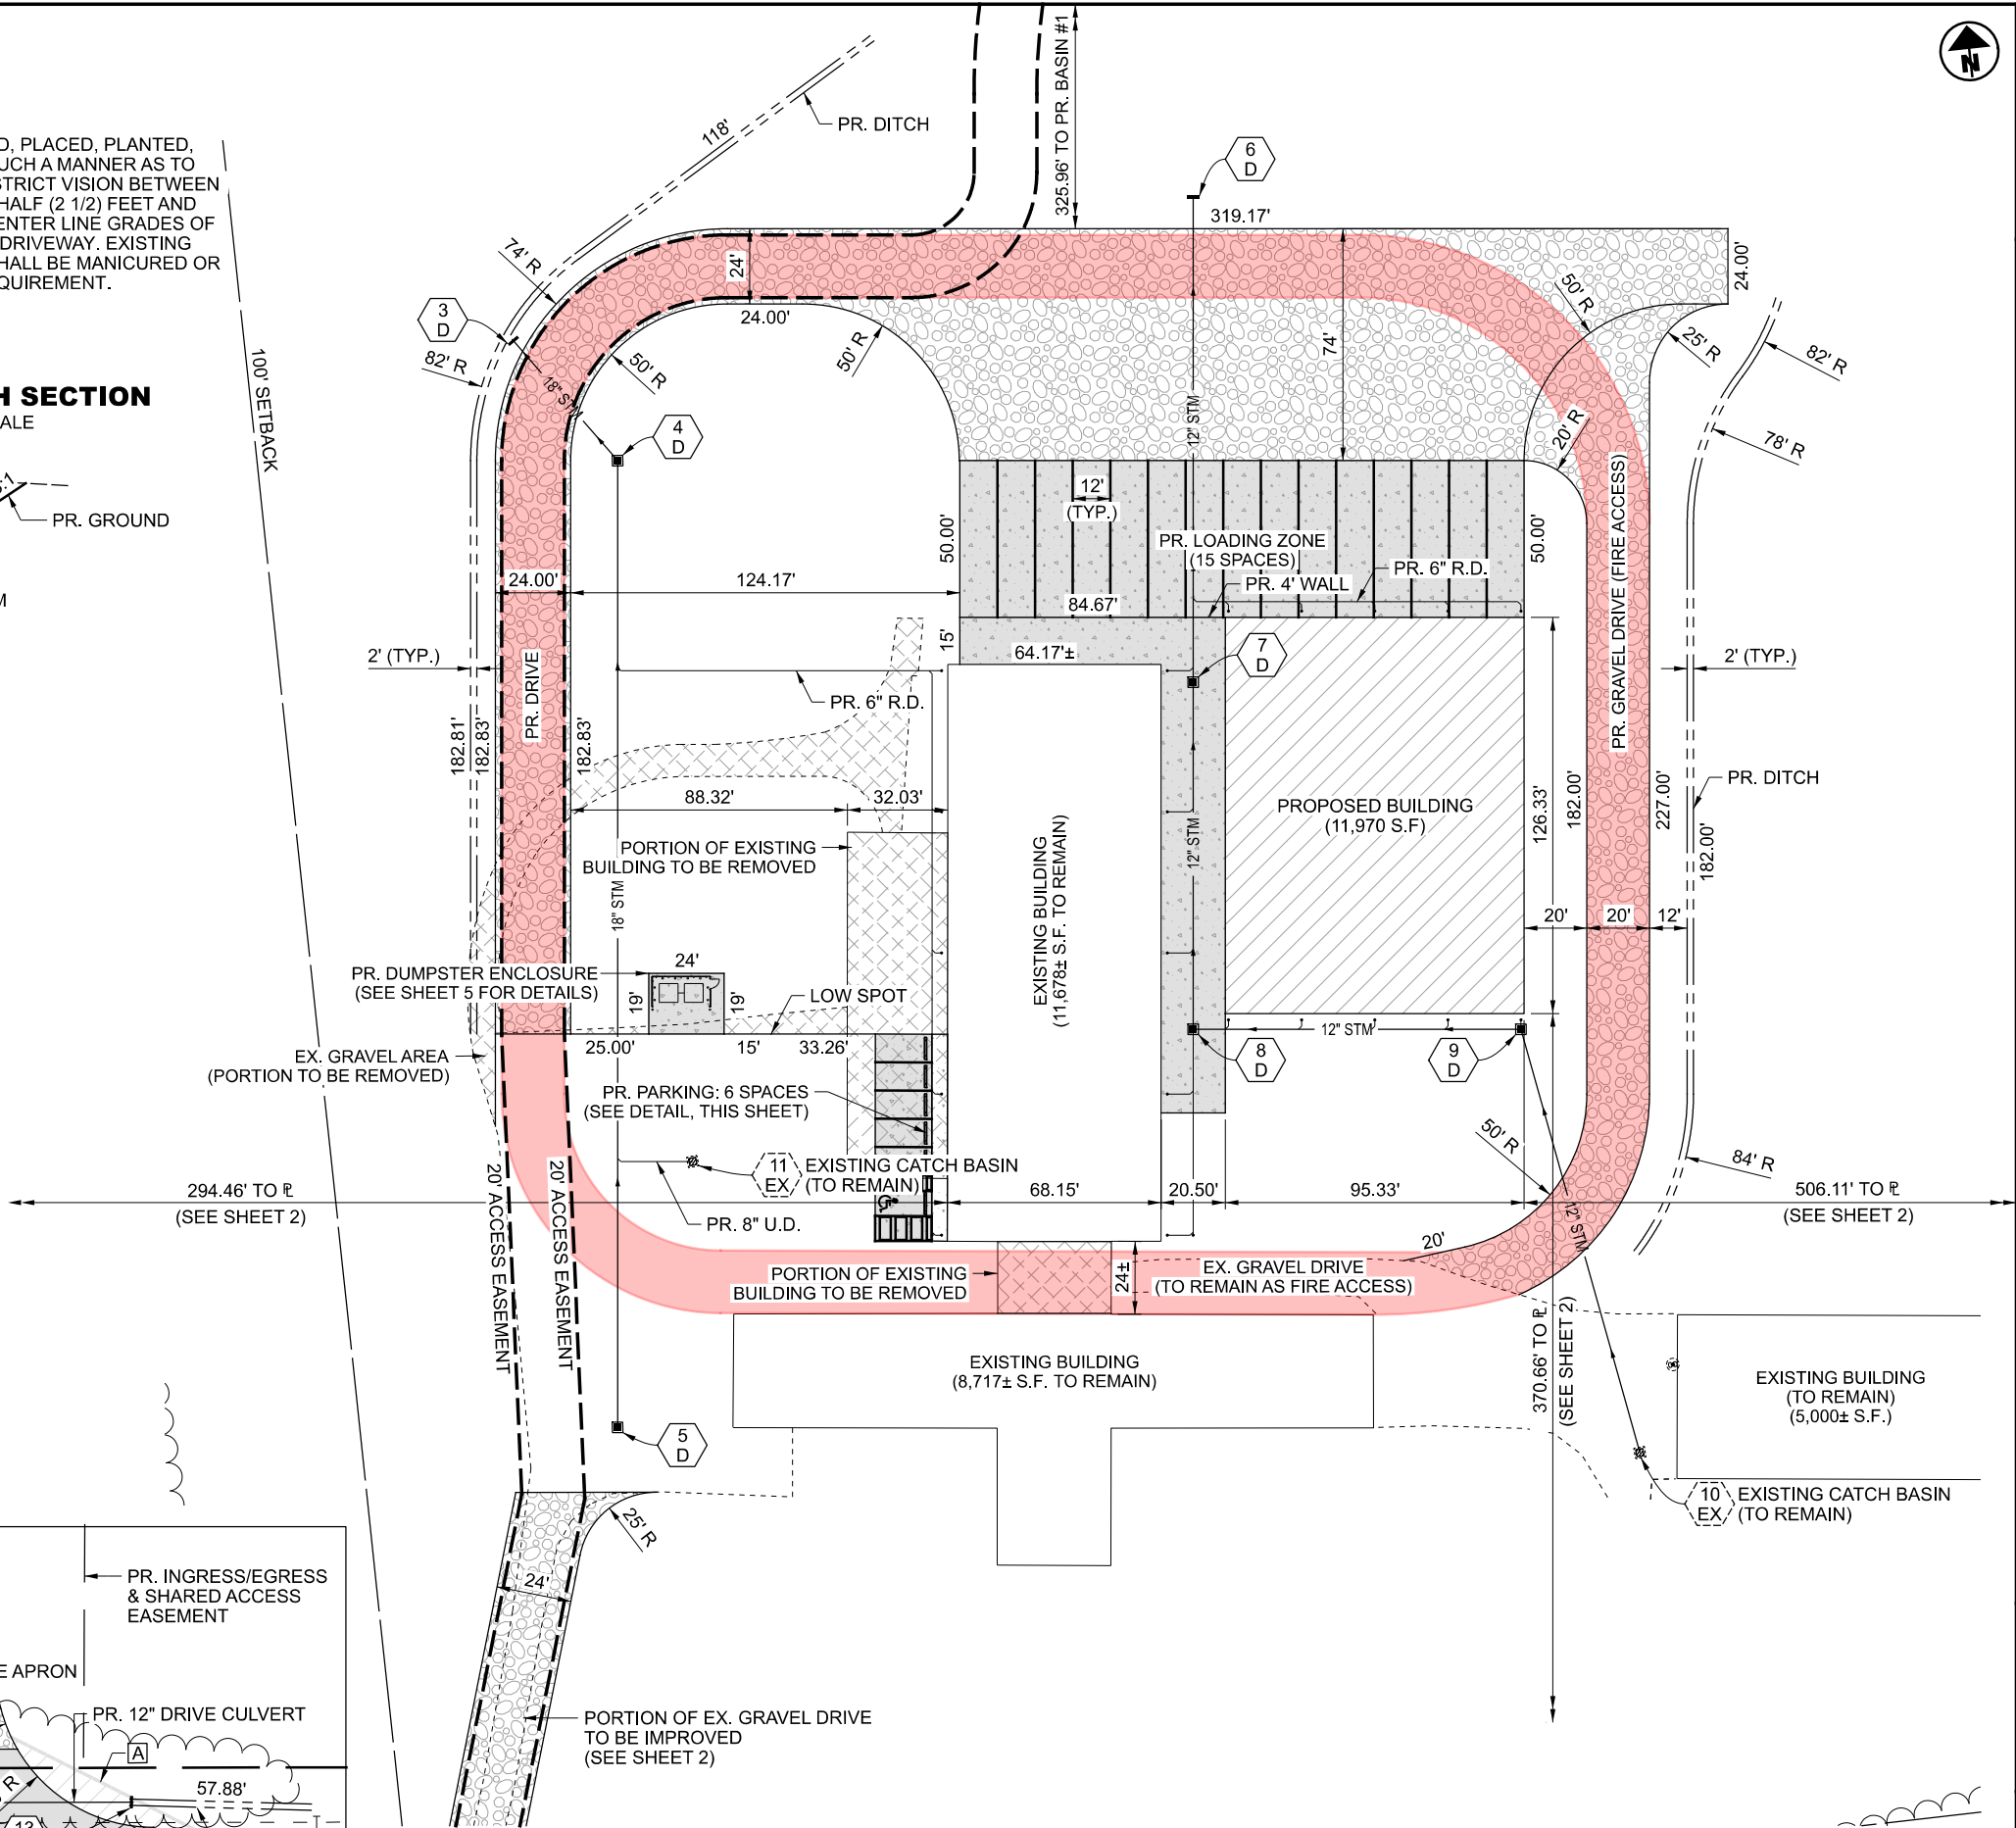 N
325.96' TO PR. BASIN #1
118'
PR. DITCH
6
D
319.17'
D, PLACED, PLANTED,
UCH A MANNER AS TO
STRICT VISION BETWEEN
HALF (2 1/2) FEET AND
ENTER LINE GRADES OF
DRIVEWAY. EXISTING
HALL BE MANICURED OR
QUIREMENT.
74' R
24'
24.00'
24.00'
50' R
50' R
50' R
74'
25' R
82' R
78' R
20' R
3
D
82' R
18" STM
4
D
100' SETBACK
H SECTION
ALE
PR. GROUND
M
12" STM
12'
(TYP.)
50.00'
50.00'
PR. LOADING ZONE
(15 SPACES)
PR. 6" R.D.
PR. 4' WALL
84.67'
PR. GRAVEL DRIVE (FIRE ACCESS)
24.00'
124.17'
15'
64.17'±
7
D
2' (TYP.)
2' (TYP.)
PR. DRIVE
PR. 6" R.D.
182.81'
182.83'
182.83'
88.32'
32.03'
PORTION OF EXISTING
BUILDING TO BE REMOVED
EXISTING BUILDING
(11,678± S.F. TO REMAIN)
12" STM
PROPOSED BUILDING
(11,970 S.F)
126.33'
182.00'
227.00'
182.00'
PR. DITCH
18" STM
20'
20'
12'
PR. DUMPSTER ENCLOSURE
(SEE SHEET 5 FOR DETAILS)
24'
19'
19'
LOW SPOT
25.00'
15'
33.26'
EX. GRAVEL AREA
(PORTION TO BE REMOVED)
12" STM
8
D
9
D
PR. PARKING: 6 SPACES
(SEE DETAIL, THIS SHEET)
50' R
84' R
11
EX
EXISTING CATCH BASIN
(TO REMAIN)
20' ACCESS EASEMENT
20' ACCESS EASEMENT
294.46' TO PL
(SEE SHEET 2)
68.15'
20.50'
95.33'
506.11' TO PL
(SEE SHEET 2)
PR. 8" U.D.
12" STM
20'
PORTION OF EXISTING
BUILDING TO BE REMOVED
24±
EX. GRAVEL DRIVE
(TO REMAIN AS FIRE ACCESS)
370.66' TO PL
(SEE SHEET 2)
EXISTING BUILDING
(8,717± S.F. TO REMAIN)
EXISTING BUILDING
(TO REMAIN)
(5,000± S.F.)
5
D
10
EX
EXISTING CATCH BASIN
(TO REMAIN)
25' R
24'
PR. INGRESS/EGRESS
& SHARED ACCESS
EASEMENT
E APRON
PR. 12" DRIVE CULVERT
A
57.88'
R
13
PORTION OF EX. GRAVEL DRIVE
TO BE IMPROVED
(SEE SHEET 2)